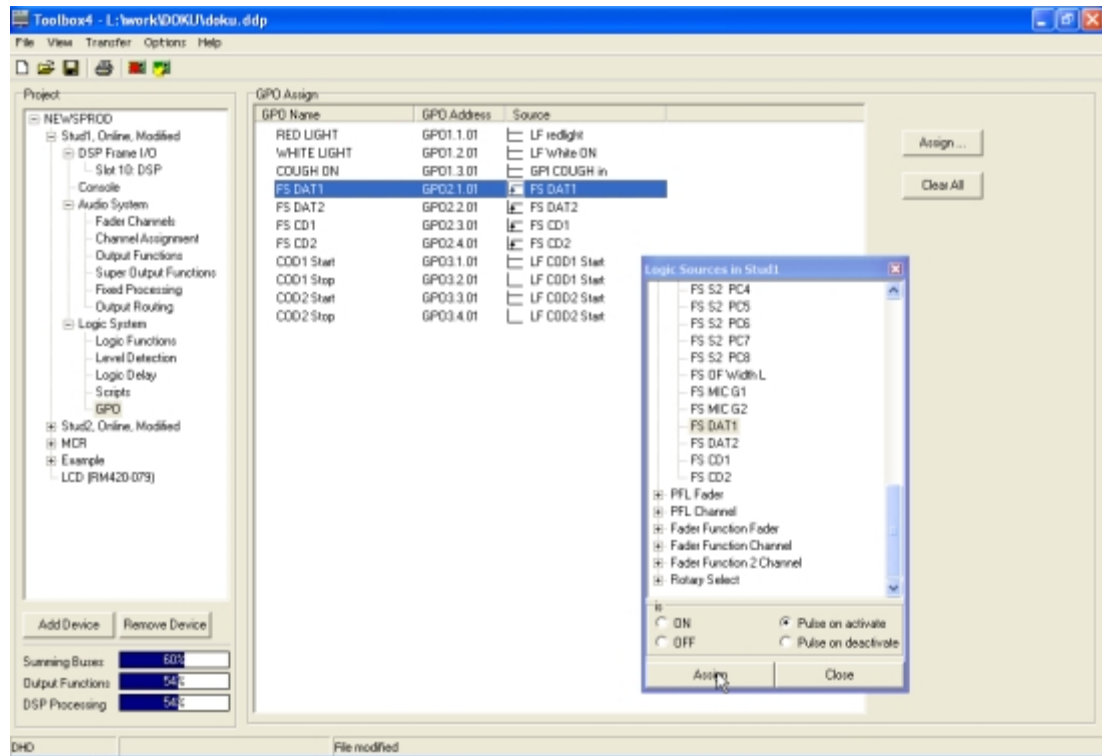 Toolbox4 - L:\work\DOKU\doku.ddp
File View Transfer Options Help
Project
NEWSPROD
Stud1, Online, Modified
DSP Frame I/O
Slot 10: DSP
Console
Audio System
Fader Channels
Channel Assignment
Output Functions
Super Output Functions
Fixed Processing
Output Routing
Logic System
Logic Functions
Level Detection
Logic Delay
Scripts
GPO
Stud2, Online, Modified
MCR
Example
LCD (RM420-079)
Add Device Remove Device
Summing Buses 60%
Output Functions 54%
DSP Processing 54%
GPO Assign
GPO Name GPO Address Source
RED LIGHT GPO1.1.01 LF redlight
WHITE LIGHT GPO1.2.01 LF White ON
COUGH ON GPO1.3.01 GPI COUGH in
FS DAT1 GPO2.1.01 FS DAT1
FS DAT2 GPO2.2.01 FS DAT2
FS CD1 GPO2.3.01 FS CD1
FS CD2 GPO2.4.01 FS CD2
COD1 Start GPO3.1.01 LF COD1 Start
COD1 Stop GPO3.2.01 LF COD1 Start
COD2 Start GPO3.3.01 LF COD2 Start
COD2 Stop GPO3.4.01 LF COD2 Start
Assign ...
Clear All
Logic Sources in Stud1
FS S2 PC4
FS S2 PC5
FS S2 PC6
FS S2 PC7
FS S2 PC8
FS OF Width L
FS MIC G1
FS MIC G2
FS DAT1
FS DAT2
FS CD1
FS CD2
PFL Fader
PFL Channel
Fader Function Fader
Fader Function Channel
Fader Function 2 Channel
Rotary Select
is
ON Pulse on activate
OFF Pulse on deactivate
Assign Close
DHD File modified